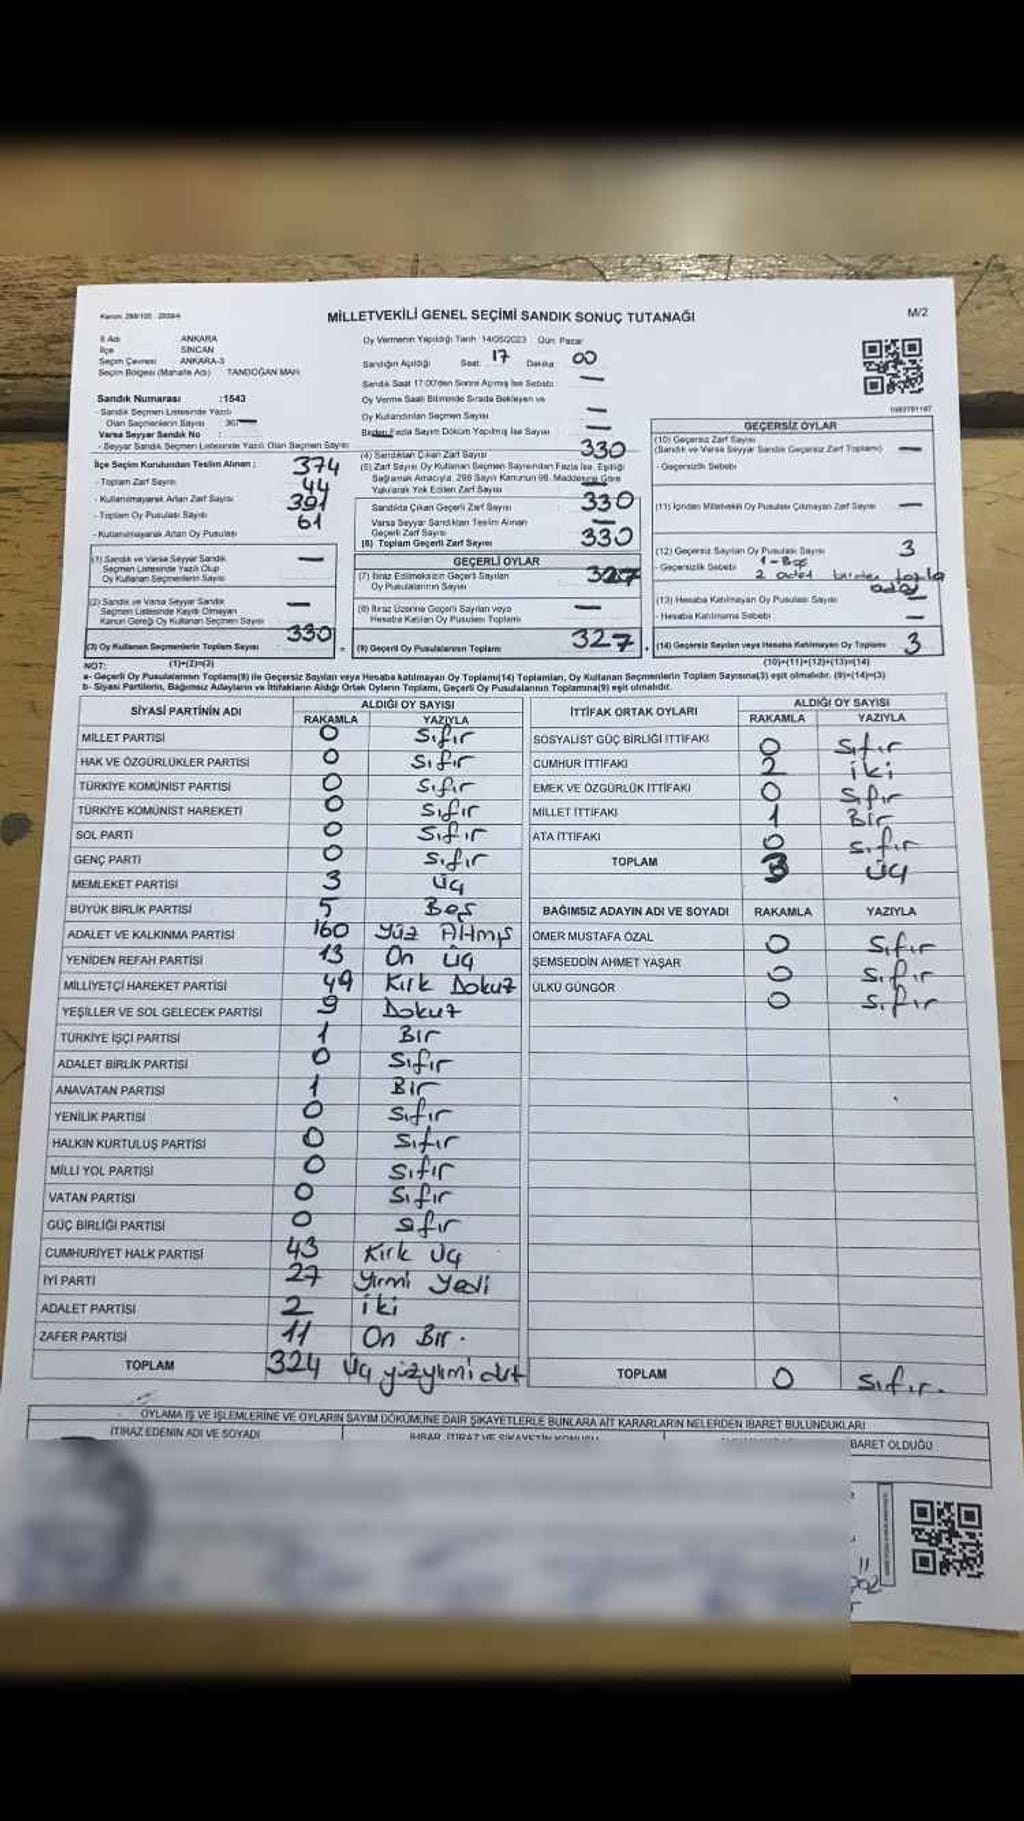 MİLLETVEKİLİ GENEL SEÇİMİ SANDIK SONUÇ TUTANAĞI
M/2
İl Adı ANKARA
İlçe SİNCAN
Seçim Çevresi ANKARA-3
Seçim Bölgesi (Mahalle Adı) TANDOĞAN MAH.
Sandık Numarası :1543
- Sandık Seçmen Listesinde Yazılı
Olan Seçmenlerin Sayısı 367
Varsa Seyyar Sandık No :
- Seyyar Sandık Seçmen Listesinde Yazılı Olan Seçmen Sayısı
İlçe Seçim Kurulundan Teslim Alınan :
- Toplam Zarf Sayısı 374
- Kullanılmayarak Artan Zarf Sayısı 44
- Toplam Oy Pusulası Sayısı 391
- Kullanılmayarak Artan Oy Pusulası 61
(1) Sandık ve Varsa Seyyar Sandık
Seçmen Listesinde Yazılı Olup
Oy Kullanan Seçmenlerin Sayısı —
(2) Sandık ve Varsa Seyyar Sandık
Seçmen Listesinde Kayıtlı Olmayan
Kanun Gereği Oy Kullanan Seçmen Sayısı —
(3) Oy Kullanan Seçmenlerin Toplam Sayısı 330
Oy Vermenin Yapıldığı Tarih 14/05/2023 Gün: Pazar
Sandığın Açıldığı Saat: 17 Dakika: 00
Sandık Saat 17:00'den Sonra Açmış İse Sebebi —
Oy Verme Saati Bitiminde Sırada Bekleyen ve
Oy Kullandırılan Seçmen Sayısı —
Birden Fazla Sayım Döküm Yapılmış İse Sayısı —
(4) Sandıktan Çıkan Zarf Sayısı 330
(5) Zarf Sayısı Oy Kullanan Seçmen Sayısından Fazla İse, Eşitliği
Sağlamak Amacıyla, 298 Sayılı Kanunun 98. Maddesine Göre
Yakılarak Yok Edilen Zarf Sayısı —
Sandıkta Çıkan Geçerli Zarf Sayısı 330
Varsa Seyyar Sandıktan Teslim Alınan
Geçerli Zarf Sayısı —
(6) Toplam Geçerli Zarf Sayısı 330
GEÇERLİ OYLAR
(7) İtiraz Edilmeksizin Geçerli Sayılan
Oy Pusulalarının Sayısı 327
(8) İtiraz Üzerine Geçerli Sayılan veya
Hesaba Katılan Oy Pusulası Toplamı —
= (9) Geçerli Oy Pusulalarının Toplamı 327
GEÇERSİZ OYLAR
(10) Geçersiz Zarf Sayısı
(Sandık ve Varsa Seyyar Sandık Geçersiz Zarf Toplamı) —
- Geçersizlik Sebebi
(11) İçinden Milletvekili Oy Pusulası Çıkmayan Zarf Sayısı —
(12) Geçersiz Sayılan Oy Pusulası Sayısı 3
- Geçersizlik Sebebi 1-Boş
2 adet birden fazla
(13) Hesaba Katılmayan Oy Pusulası Sayısı —
- Hesaba Katılmama Sebebi —
(14) Geçersiz Sayılan veya Hesaba Katılmayan Oy Toplamı 3
NOT: (1)+(2)=(3)
(10)+(11)+(12)+(13)=(14)
a- Geçerli Oy Pusulalarının Toplamı(9) ile Geçersiz Sayılan veya Hesaba katılmayan Oy Toplamı(14) Toplamları, Oy Kullanan Seçmenlerin Toplam Sayısına(3) eşit olmalıdır. (9)+(14)=(3)
b- Siyasi Partilerin, Bağımsız Adayların ve İttifakların Aldığı Ortak Oyların Toplamı, Geçerli Oy Pusulalarının Toplamına(9) eşit olmalıdır.
SİYASİ PARTİNİN ADI ALDIĞI OY SAYISI
RAKAMLA YAZIYLA
MİLLET PARTİSİ 0 Sıfır
HAK VE ÖZGÜRLÜKLER PARTİSİ 0 Sıfır
TÜRKİYE KOMÜNİST PARTİSİ 0 Sıfır
TÜRKİYE KOMÜNİST HAREKETİ 0 Sıfır
SOL PARTİ 0 Sıfır
GENÇ PARTİ 0 Sıfır
MEMLEKET PARTİSİ 3 Üç
BÜYÜK BİRLİK PARTİSİ 5 Beş
ADALET VE KALKINMA PARTİSİ 160 Yüz Altmış
YENİDEN REFAH PARTİSİ 13 On üç
MİLLİYETÇİ HAREKET PARTİSİ 49 Kırk Dokuz
YEŞİLLER VE SOL GELECEK PARTİSİ 9 Dokuz
TÜRKİYE İŞÇİ PARTİSİ 1 Bir
ADALET BİRLİK PARTİSİ 0 Sıfır
ANAVATAN PARTİSİ 1 Bir
YENİLİK PARTİSİ 0 Sıfır
HALKIN KURTULUŞ PARTİSİ 0 Sıfır
MİLLİ YOL PARTİSİ 0 Sıfır
VATAN PARTİSİ 0 Sıfır
GÜÇ BİRLİĞİ PARTİSİ 0 sıfır
CUMHURİYET HALK PARTİSİ 43 Kırk Üç
İYİ PARTİ 27 Yirmi Yedi
ADALET PARTİSİ 2 iki
ZAFER PARTİSİ 11 On Bir.
TOPLAM 324 Üç yüzyirmi dört
İTTİFAK ORTAK OYLARI ALDIĞI OY SAYISI
RAKAMLA YAZIYLA
SOSYALİST GÜÇ BİRLİĞİ İTTİFAKI 0 Sıfır
CUMHUR İTTİFAKI 2 iki
EMEK VE ÖZGÜRLÜK İTTİFAKI 0 Sıfır
MİLLET İTTİFAKI 1 Bir
ATA İTTİFAKI 0 Sıfır
TOPLAM 3 Üç
BAĞIMSIZ ADAYIN ADI VE SOYADI RAKAMLA YAZIYLA
ÖMER MUSTAFA ÖZAL 0 Sıfır
ŞEMSEDDİN AHMET YAŞAR 0 Sıfır
ÜLKÜ GÜNGÖR 0 Sıfır
TOPLAM 0 Sıfır.
OYLAMA İŞ VE İŞLEMLERİNE VE OYLARIN SAYIM DÖKÜMÜNE DAİR ŞİKAYETLERLE BUNLARA AİT KARARLARIN NELERDEN İBARET BULUNDUKLARI
İTİRAZ EDENİN ADI VE SOYADI
İHBAR, İTİRAZ VE ŞİKAYETİN KONUSU
İBARET OLDUĞU